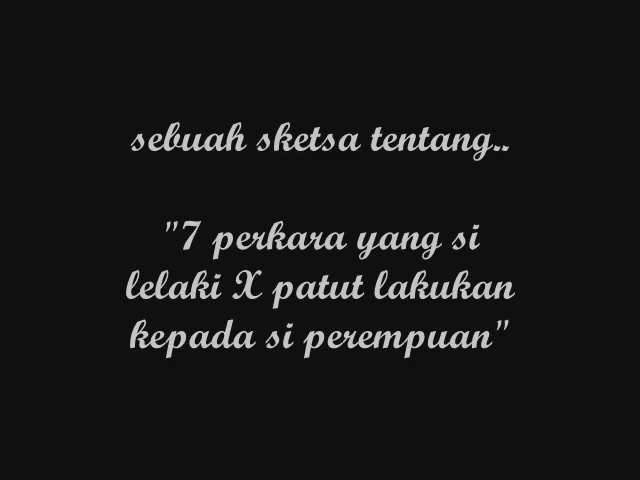 sebuah sketsa tentang..
"7 perkara yang si
lelaki X patut lakukan
kepada si perempuan"